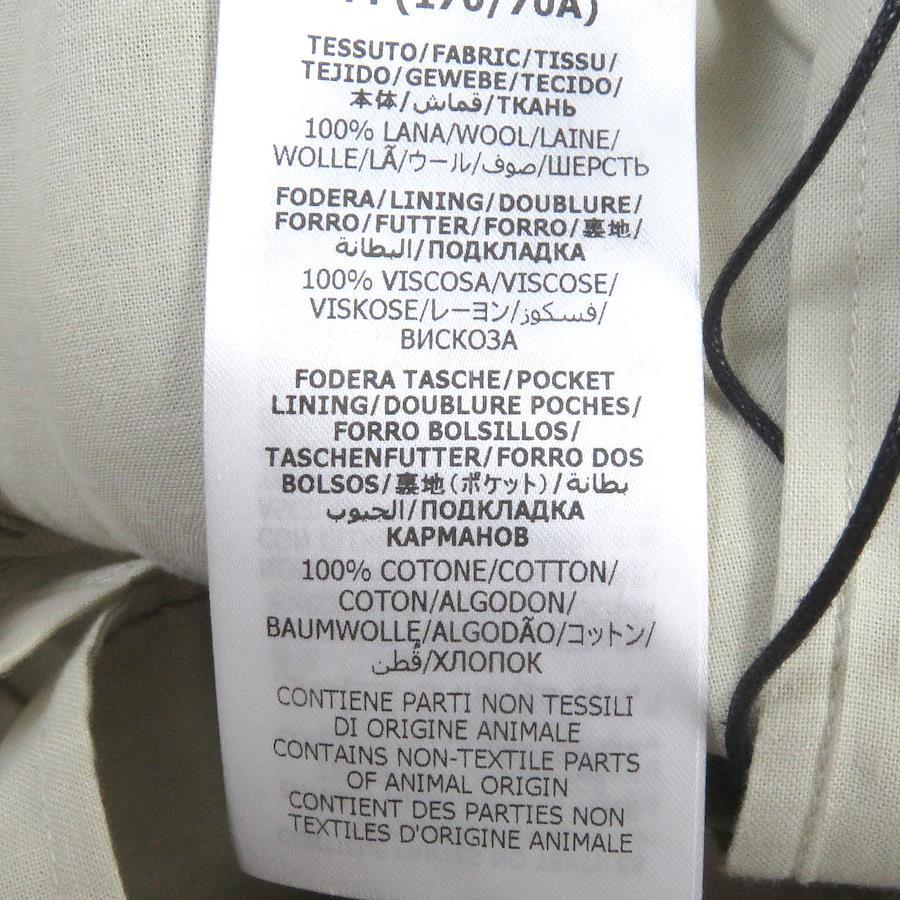 (170/70A)
TESSUTO/FABRIC/TISSU/
TEJIDO/GEWEBE/TECIDO/
本体/قماش/ТКАНЬ
100% LANA/WOOL/LAINE/
WOLLE/LÃ/ウール/صوف/ШЕРСТЬ
FODERA/LINING/DOUBLURE/
FORRO/FUTTER/FORRO/裏地/
البطانة/ПОДКЛАДКА
100% VISCOSA/VISCOSE/
VISKOSE/レーヨン/فسكوز/
ВИСКОЗА
FODERA TASCHE/POCKET
LINING/DOUBLURE POCHES/
FORRO BOLSILLOS/
TASCHENFUTTER/FORRO DOS
BOLSOS/裏地(ポケット)/بطانة
الجيوب/ПОДКЛАДКА
КАРМАНОВ
100% COTONE/COTTON/
COTON/ALGODON/
BAUMWOLLE/ALGODÃO/コットン/
قُطن/ХЛОПОК
CONTIENE PARTI NON TESSILI
DI ORIGINE ANIMALE
CONTAINS NON-TEXTILE PARTS
OF ANIMAL ORIGIN
CONTIENT DES PARTIES NON
TEXTILES D'ORIGINE ANIMALE